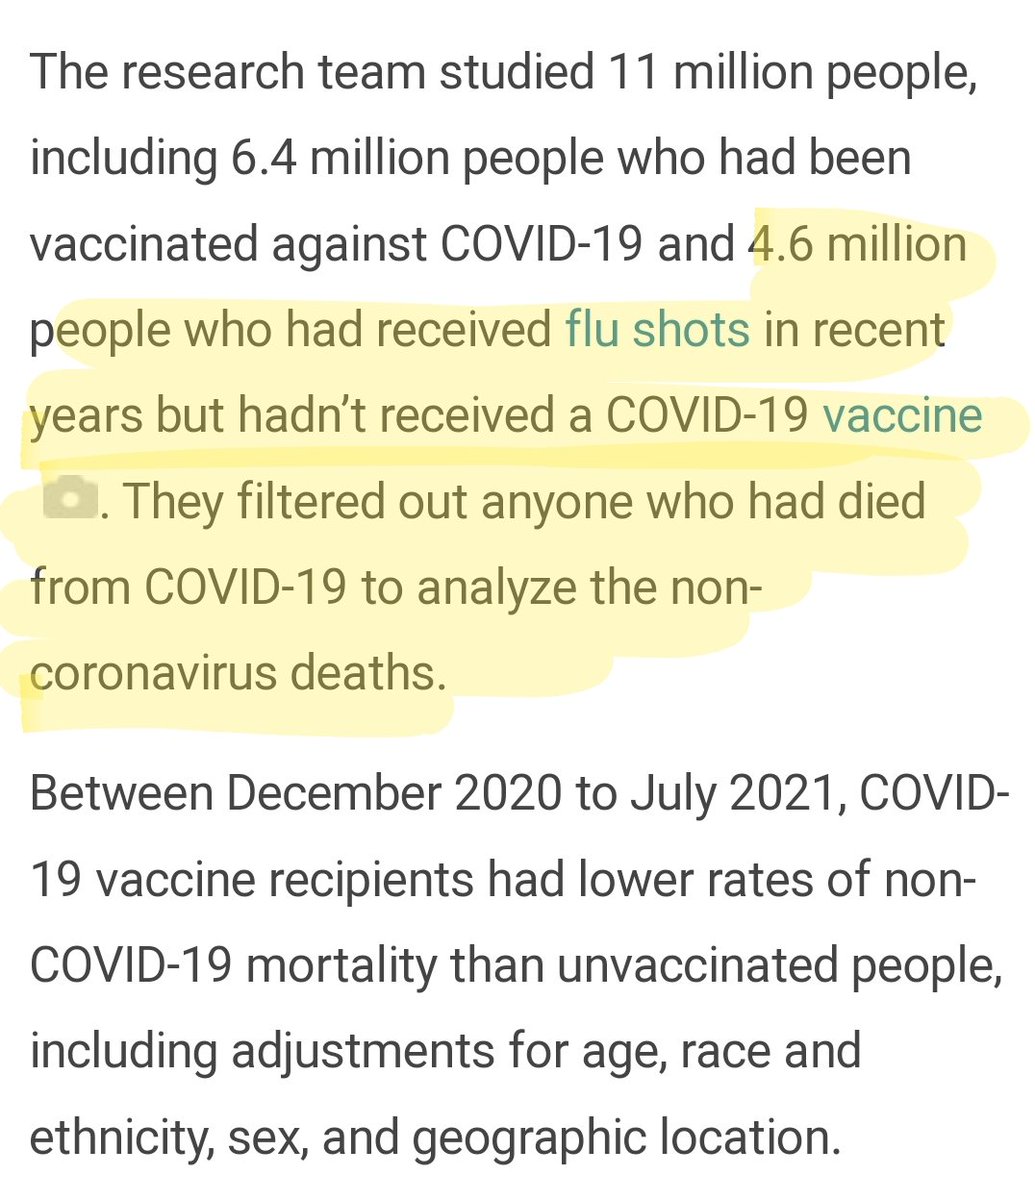 The research team studied 11 million people,
including 6.4 million people who had been
vaccinated against COVID-19 and 4.6 million
people who had received flu shots in recent
years but hadn’t received a COVID-19 vaccine
. They filtered out anyone who had died
from COVID-19 to analyze the non-
coronavirus deaths.
Between December 2020 to July 2021, COVID-
19 vaccine recipients had lower rates of non-
COVID-19 mortality than unvaccinated people,
including adjustments for age, race and
ethnicity, sex, and geographic location.